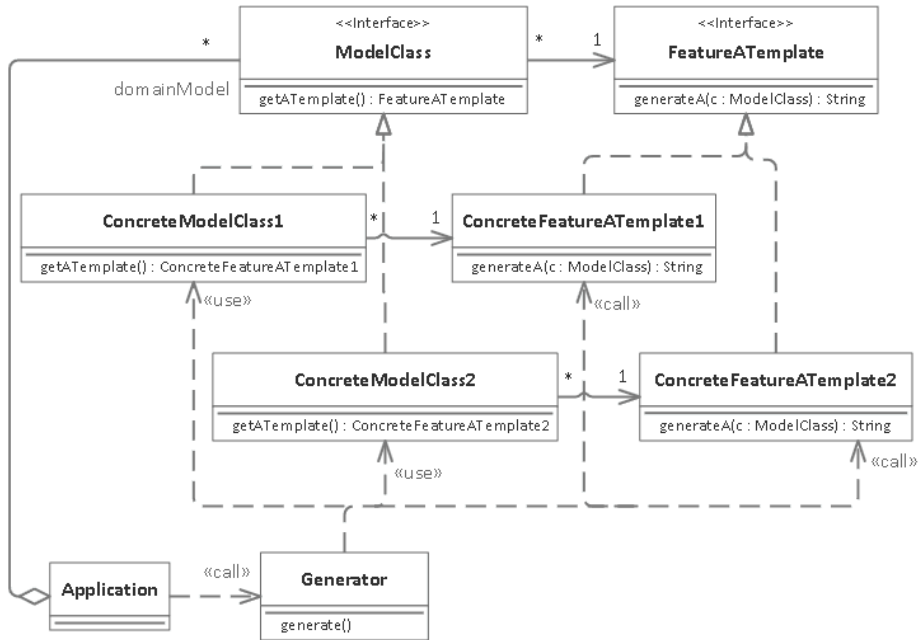 <<Interface>>
ModelClass
getATemplate() : FeatureATemplate
*
domainModel
*
1
<<Interface>>
FeatureATemplate
generateA(c : ModelClass) : String
ConcreteModelClass1
getATemplate() : ConcreteFeatureATemplate1
*
1
ConcreteFeatureATemplate1
generateA(c : ModelClass) : String
«use»
«call»
ConcreteModelClass2
getATemplate() : ConcreteFeatureATemplate2
*
1
ConcreteFeatureATemplate2
generateA(c : ModelClass) : String
«use»
«call»
Application
«call»
Generator
generate()